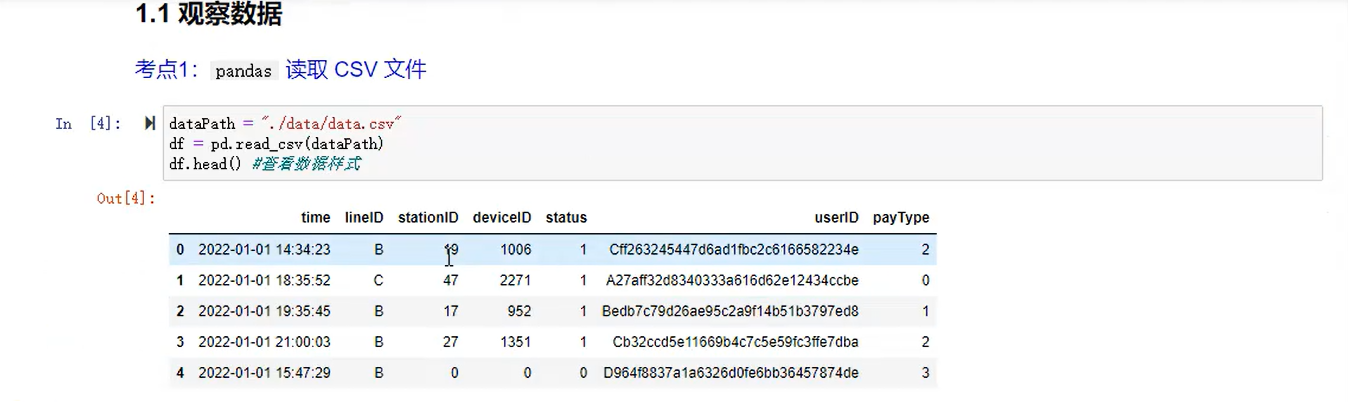 1.1 观察数据
考点1： pandas 读取 CSV 文件
In [4]:
dataPath = "./data/data.csv"
df = pd.read_csv(dataPath)
df.head() #查看数据样式
Out[4]:
time lineID stationID deviceID status userID payType
0 2022-01-01 14:34:23 B 19 1006 1 Cff263245447d6ad1fbc2c6166582234e 2
1 2022-01-01 18:35:52 C 47 2271 1 A27aff32d8340333a616d62e12434ccbe 0
2 2022-01-01 19:35:45 B 17 952 1 Bedb7c79d26ae95c2a9f14b51b3797ed8 1
3 2022-01-01 21:00:03 B 27 1351 1 Cb32ccd5e11669b4c7c5e59fc3ffe7dba 2
4 2022-01-01 15:47:29 B 0 0 0 D964f8837a1a6326d0fe6bb36457874de 3